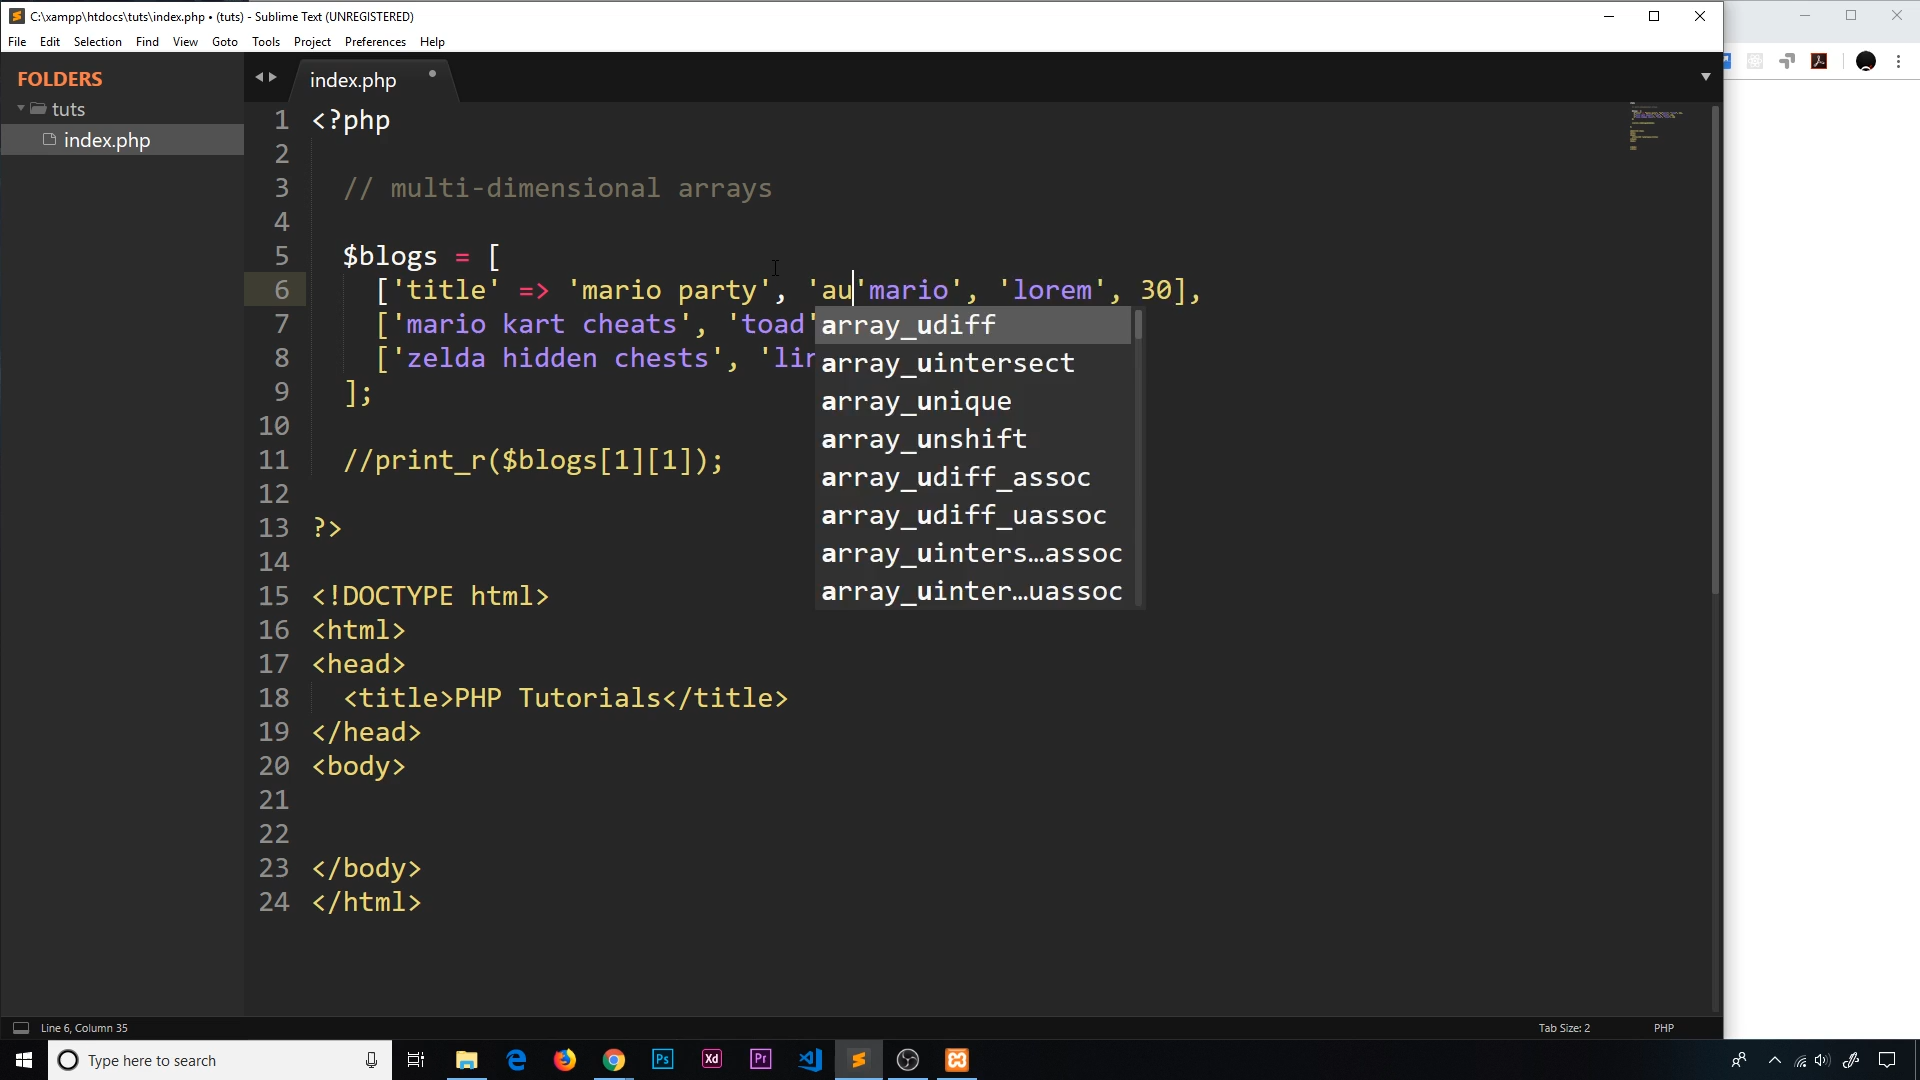 C:\xampp\htdocs\tuts\index.php • (tuts) - Sublime Text (UNREGISTERED)
File Edit Selection Find View Goto Tools Project Preferences Help
FOLDERS
tuts
index.php
index.php
1 <?php
2
3 // multi-dimensional arrays
4
5 $blogs = [
6 ['title' => 'mario party', 'au'mario', 'lorem', 30],
7 ['mario kart cheats', 'toad'
8 ['zelda hidden chests', 'lin
9 ];
10
11 //print_r($blogs[1][1]);
12
13 ?>
14
15 <!DOCTYPE html>
16 <html>
17 <head>
18 <title>PHP Tutorials</title>
19 </head>
20 <body>
21
22
23 </body>
24 </html>
array_udiff
array_uintersect
array_unique
array_unshift
array_udiff_assoc
array_udiff_uassoc
array_uinters…assoc
array_uinter…uassoc
Line 6, Column 35
Tab Size: 2
PHP
Type here to search
Ps
Xd
Pr